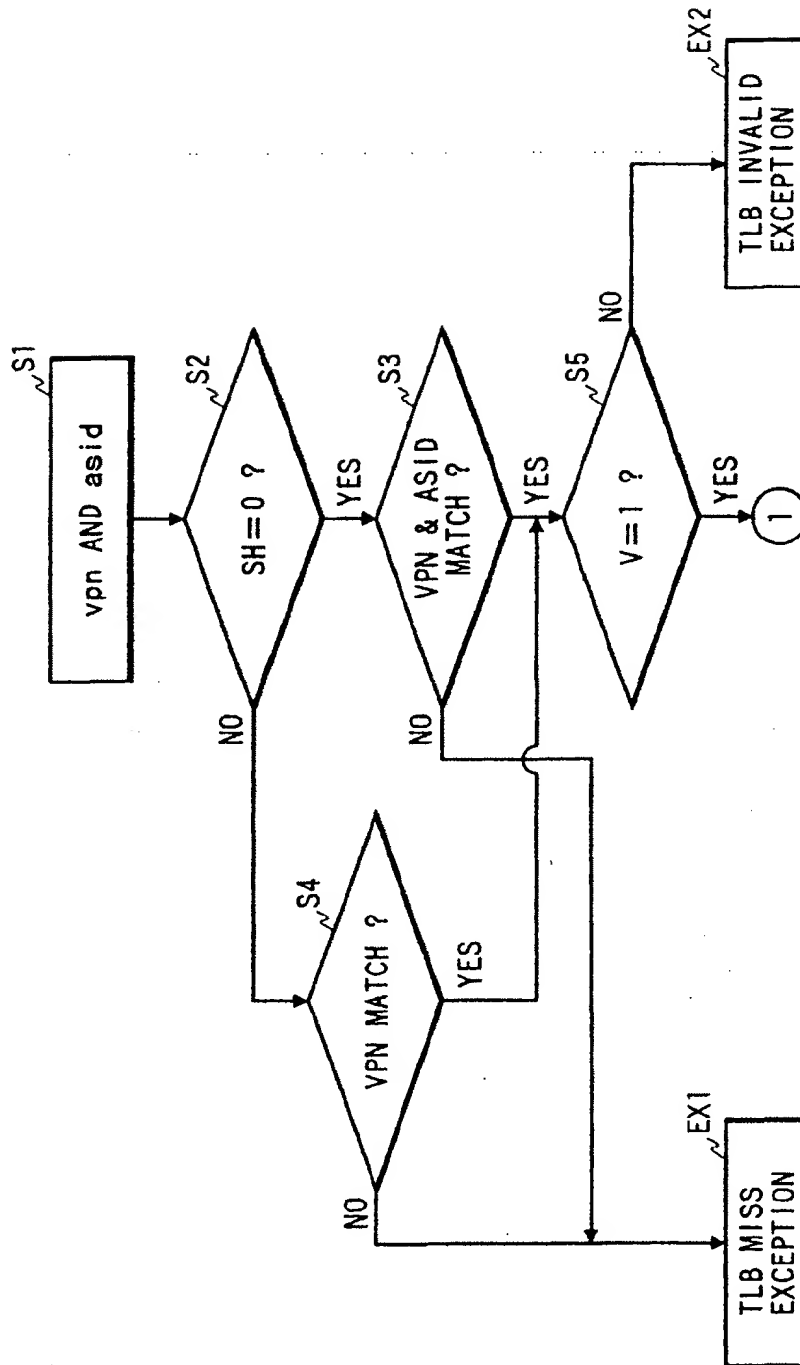 S1
vpn AND asid
S2
SH=0 ?
NO
YES
S4
VPN MATCH ?
NO
YES
S3
VPN & ASID
MATCH ?
NO
YES
S5
V=1 ?
NO
YES
1
EX1
TLB MISS
EXCEPTION
EX2
TLB INVALID
EXCEPTION